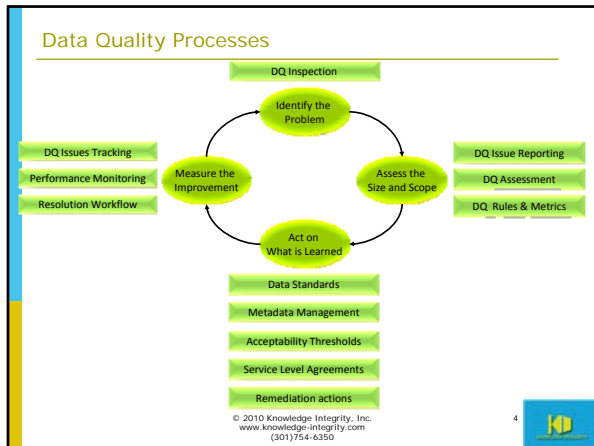 Data Quality Processes
DQ Inspection
Identify the
Problem
DQ Issues Tracking
Performance Monitoring
Resolution Workflow
Measure the
Improvement
Assess the
Size and Scope
DQ Issue Reporting
DQ Assessment
DQ Rules & Metrics
Act on
What is Learned
Data Standards
Metadata Management
Acceptability Thresholds
Service Level Agreements
Remediation actions
© 2010 Knowledge Integrity, Inc.
www.knowledge-integrity.com
(301)754-6350
4
KNOWLEDGE INTEGRITY